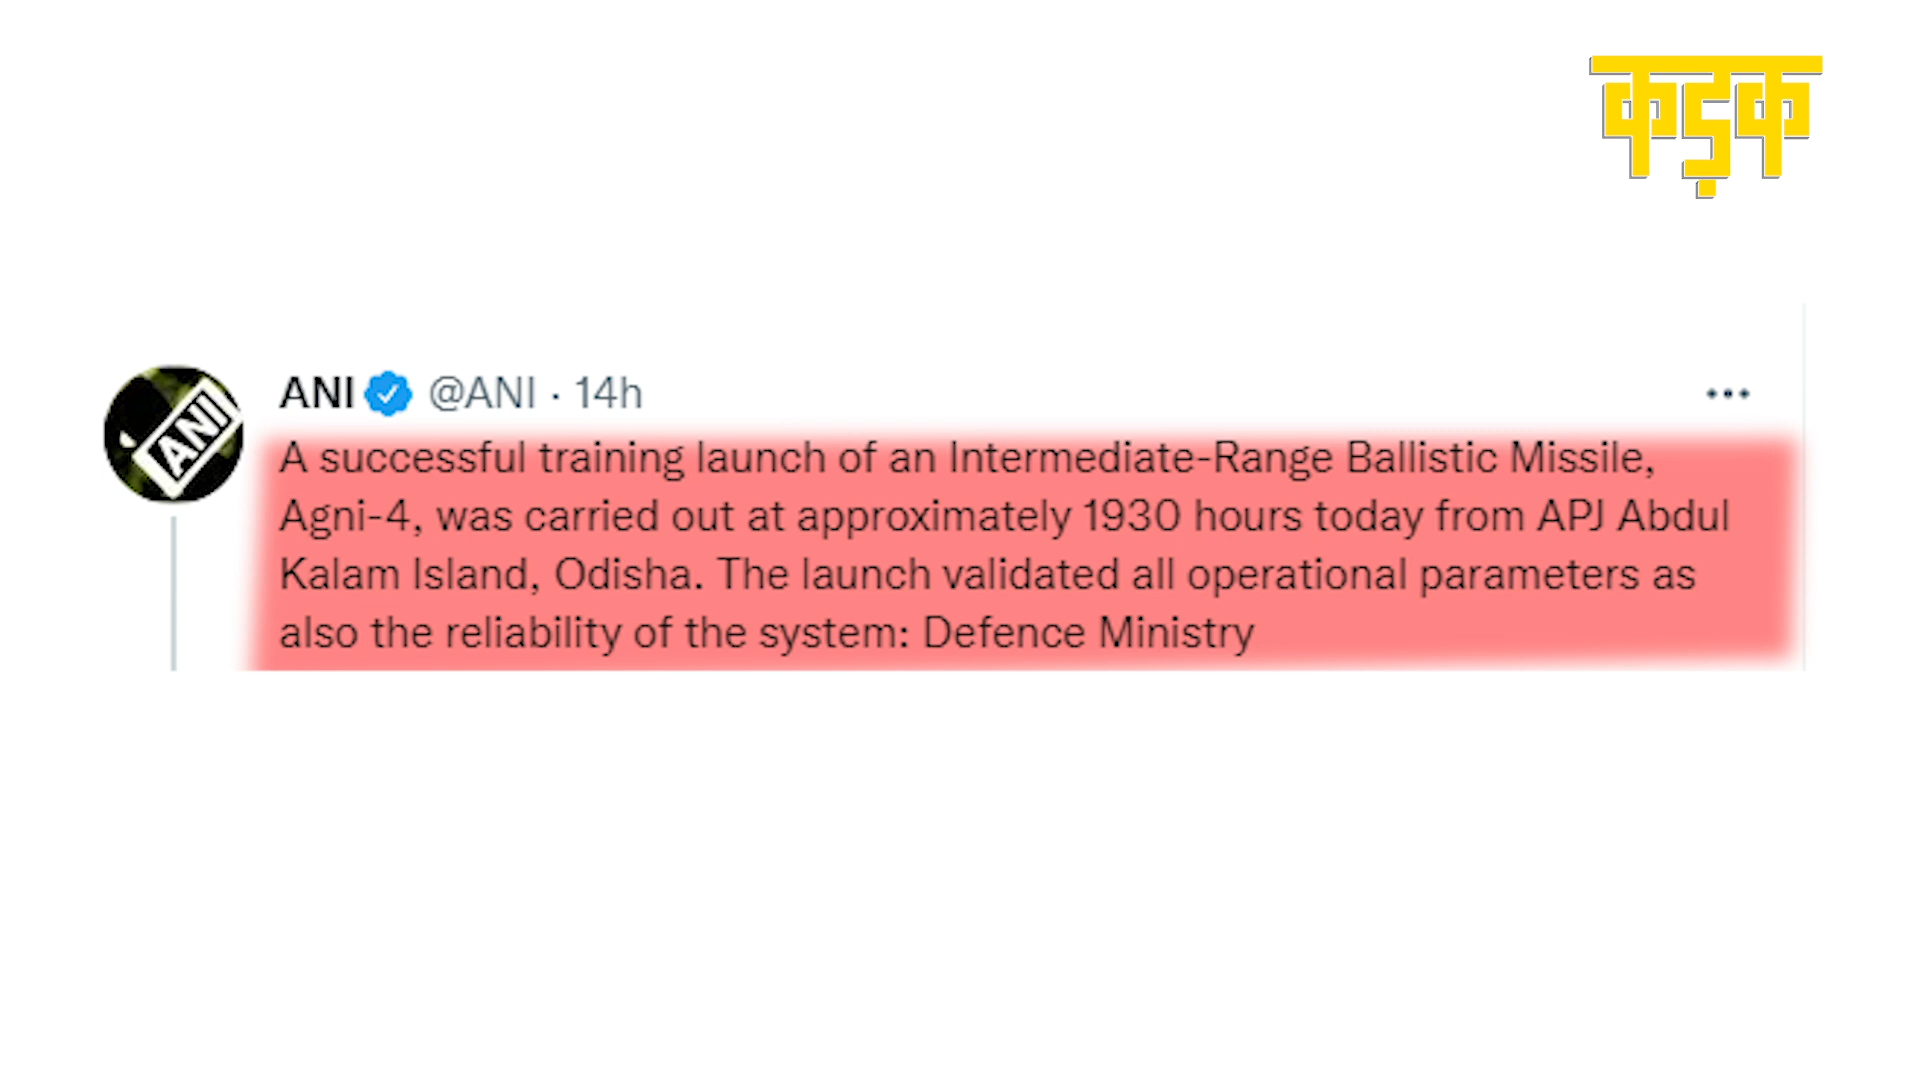 कड़क
ANI @ANI · 14h
ANI
A successful training launch of an Intermediate-Range Ballistic Missile,
Agni-4, was carried out at approximately 1930 hours today from APJ Abdul
Kalam Island, Odisha. The launch validated all operational parameters as
also the reliability of the system: Defence Ministry